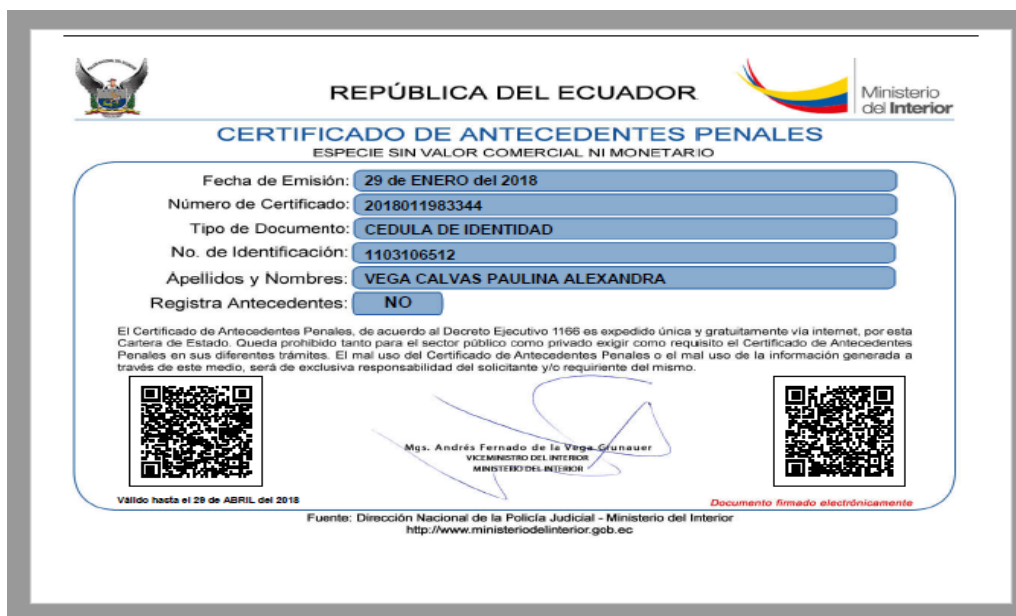 REPÚBLICA DEL ECUADOR
Ministerio
del Interior
CERTIFICADO DE ANTECEDENTES PENALES
ESPECIE SIN VALOR COMERCIAL NI MONETARIO
Fecha de Emisión: 29 de ENERO del 2018
Número de Certificado: 2018011983344
Tipo de Documento: CEDULA DE IDENTIDAD
No. de Identificación: 1103106512
Apellidos y Nombres: VEGA CALVAS PAULINA ALEXANDRA
Registra Antecedentes: NO
El Certificado de Antecedentes Penales, de acuerdo al Decreto Ejecutivo 1166 es expedido única y gratuitamente vía internet, por esta
Cartera de Estado. Queda prohibido tanto para el sector público como privado exigir como requisito el Certificado de Antecedentes
Penales en sus diferentes trámites. El mal uso del Certificado de Antecedentes Penales o el mal uso de la información generada a
través de este medio, será de exclusiva responsabilidad del solicitante y/o requiriente del mismo.
Mgs. Andrés Fernado de la Vega Grunauer
VICEMINISTRO DEL INTERIOR
MINISTERIO DEL INTERIOR
Válido hasta el 29 de ABRIL del 2018
Documento firmado electrónicamente
Fuente: Dirección Nacional de la Policía Judicial - Ministerio del Interior
http://www.ministeriodelinterior.gob.ec